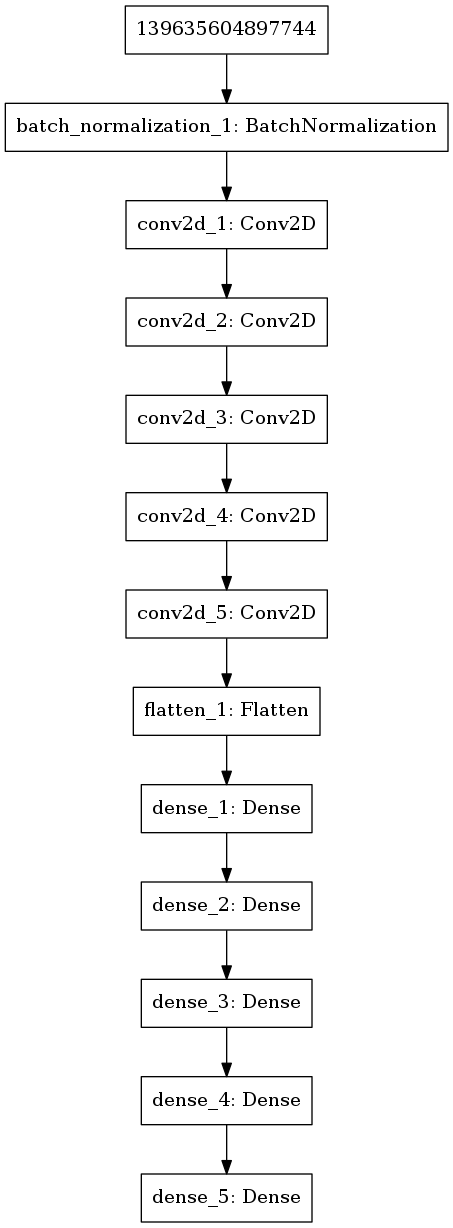 139635604897744
batch_normalization_1: BatchNormalization
conv2d_1: Conv2D
conv2d_2: Conv2D
conv2d_3: Conv2D
conv2d_4: Conv2D
conv2d_5: Conv2D
flatten_1: Flatten
dense_1: Dense
dense_2: Dense
dense_3: Dense
dense_4: Dense
dense_5: Dense